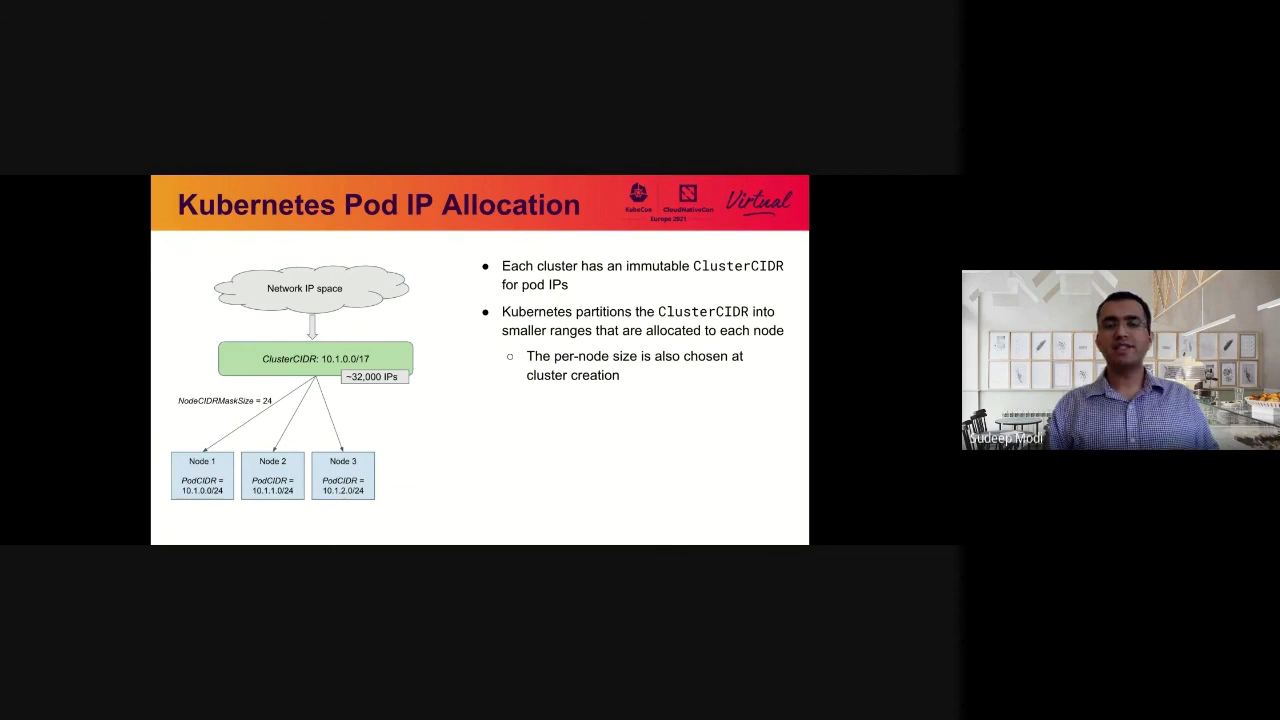 Kubernetes Pod IP Allocation
KubeCon
CloudNativeCon
Europe 2021
Virtual
Network IP space
ClusterCIDR: 10.1.0.0/17
~32,000 IPs
NodeCIDRMaskSize = 24
Node 1
PodCIDR =
10.1.0.0/24
Node 2
PodCIDR =
10.1.1.0/24
Node 3
PodCIDR =
10.1.2.0/24
● Each cluster has an immutable ClusterCIDR
for pod IPs
● Kubernetes partitions the ClusterCIDR into
smaller ranges that are allocated to each node
○ The per-node size is also chosen at
cluster creation
Sudeep Modi